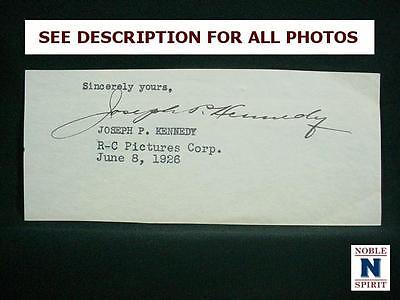 SEE DESCRIPTION FOR ALL PHOTOS
Sincerely yours,
Joseph P. Kennedy
JOSEPH P. KENNEDY
R-C Pictures Corp.
June 8, 1926
NOBLE
N
SPIRIT